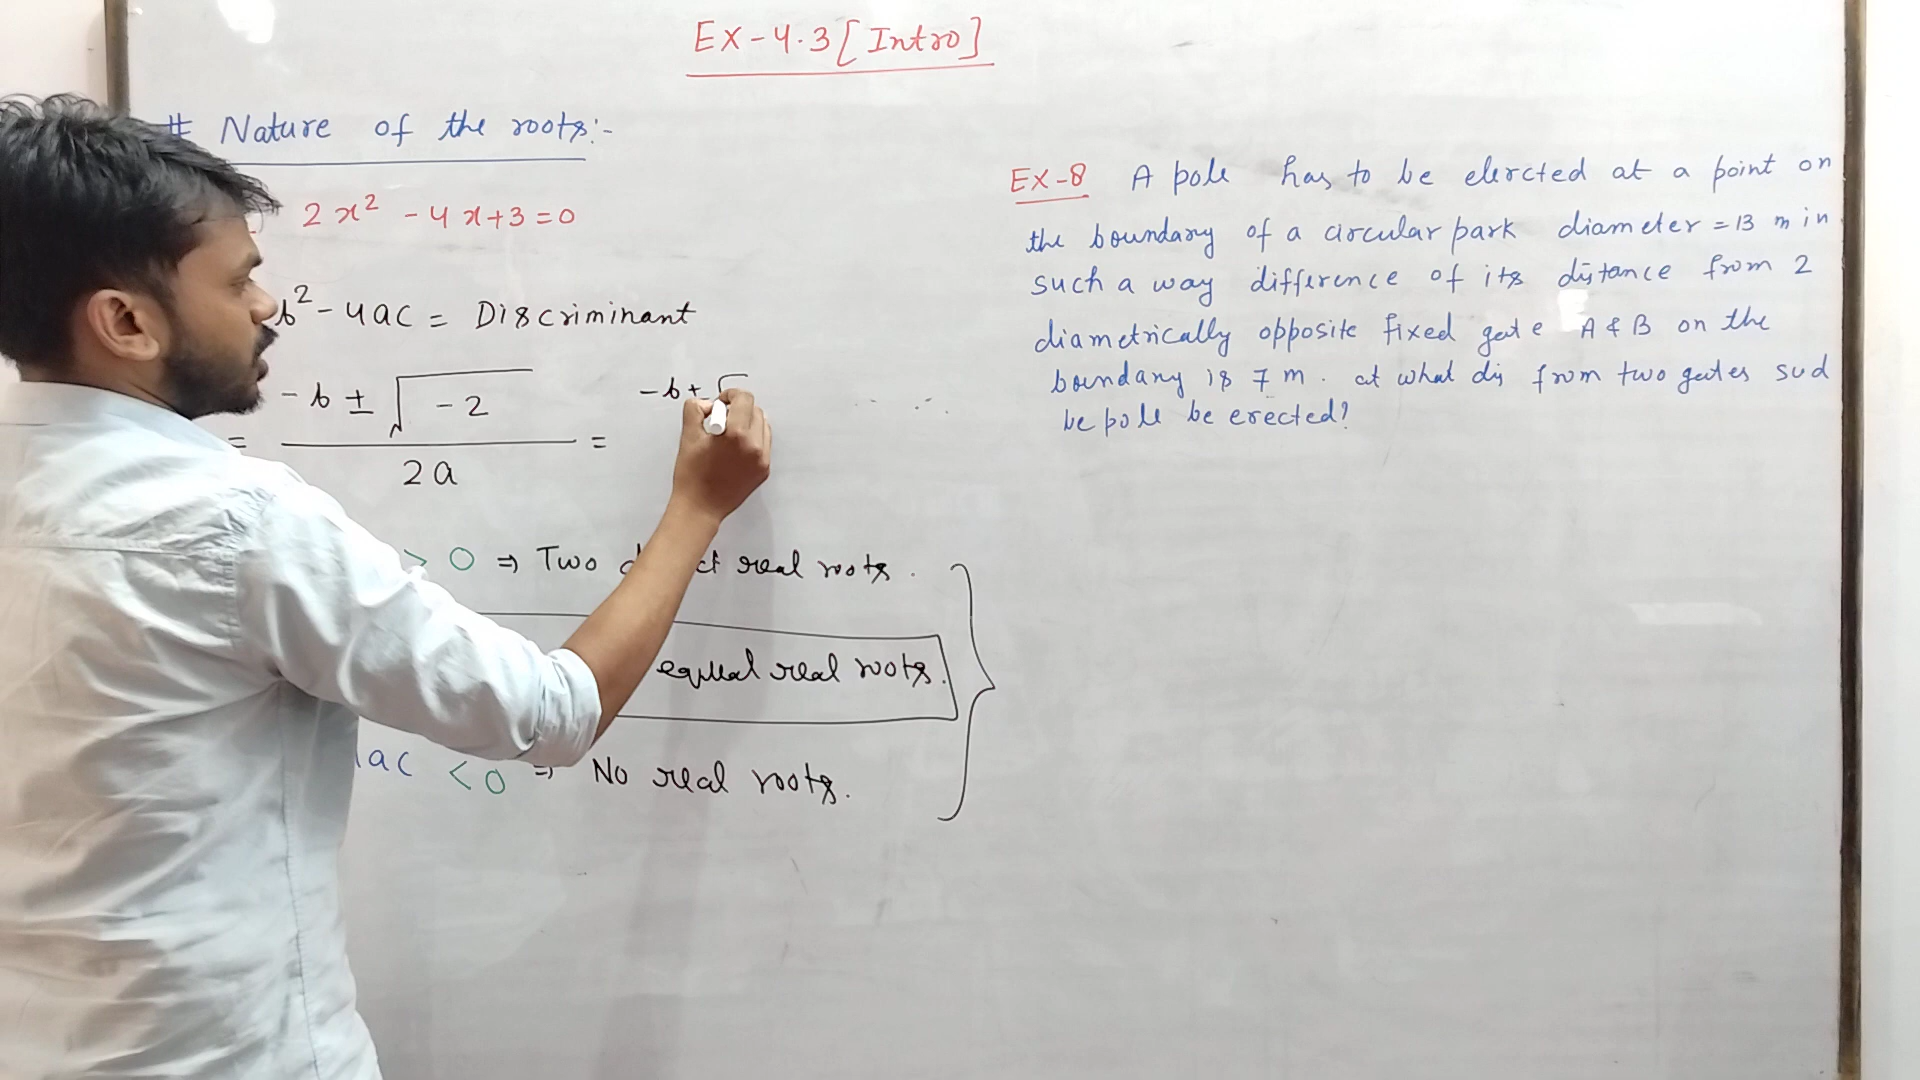 Ex-4.3 [Intro]
# Nature of the roots:-
2x² - 4x + 3 = 0
b² - 4ac = Discriminant
= -b ± √-2 / 2a = -b ± √
> 0 ⇒ Two real roots.
equal real roots.
ac < 0 ⇒ No real roots.
Ex-8 A pole has to be elercted at a point on
the boundary of a circular park diameter = 13 m in
such a way difference of its distance from 2
diametrically opposite fixed gate A & B on the
boundary is 7 m. at what dis from two gates sud
be pole be erected?